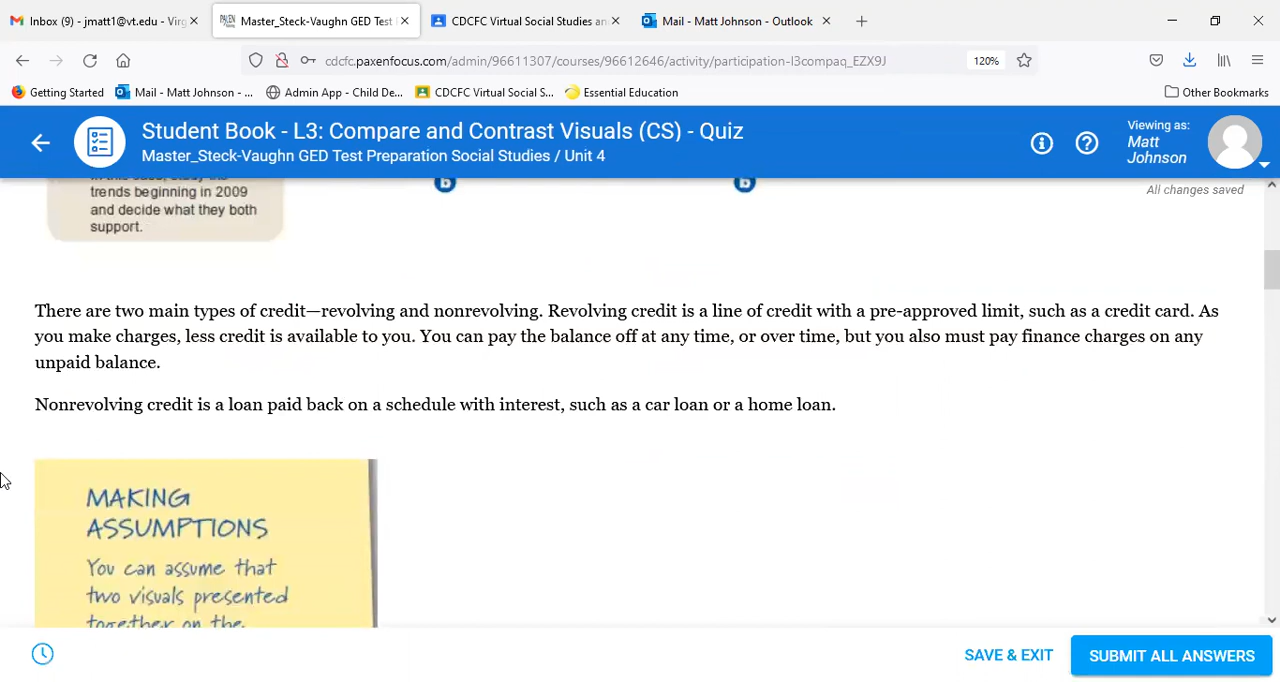 Inbox (9) - jmatt1@vt.edu - Virg
Master_Steck-Vaughn GED Test
CDCFC Virtual Social Studies an
Mail - Matt Johnson - Outlook
cdcfc.paxenfocus.com/admin/96611307/courses/96612646/activity/participation-l3compaq_EZX9J
120%
Getting Started
Mail - Matt Johnson - ...
Admin App - Child De...
CDCFC Virtual Social S...
Essential Education
Other Bookmarks
Student Book - L3: Compare and Contrast Visuals (CS) - Quiz
Master_Steck-Vaughn GED Test Preparation Social Studies / Unit 4
Viewing as:
Matt
Johnson
All changes saved
trends beginning in 2009
and decide what they both
support.
b
b
There are two main types of credit—revolving and nonrevolving. Revolving credit is a line of credit with a pre-approved limit, such as a credit card. As
you make charges, less credit is available to you. You can pay the balance off at any time, or over time, but you also must pay finance charges on any
unpaid balance.
Nonrevolving credit is a loan paid back on a schedule with interest, such as a car loan or a home loan.
MAKING
ASSUMPTIONS
You can assume that
two visuals presented
together on the
SAVE & EXIT
SUBMIT ALL ANSWERS